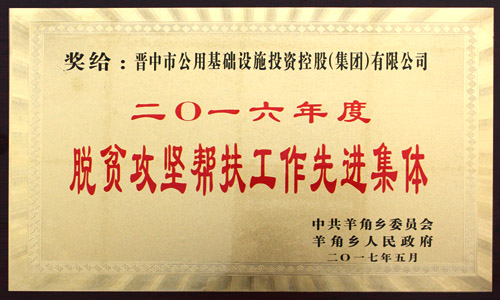 奖给：晋中市公用基础设施投资控股(集团)有限公司
二〇一六年度
脱贫攻坚帮扶工作先进集体
中共羊角乡委员会
羊角乡人民政府
二〇一七年五月